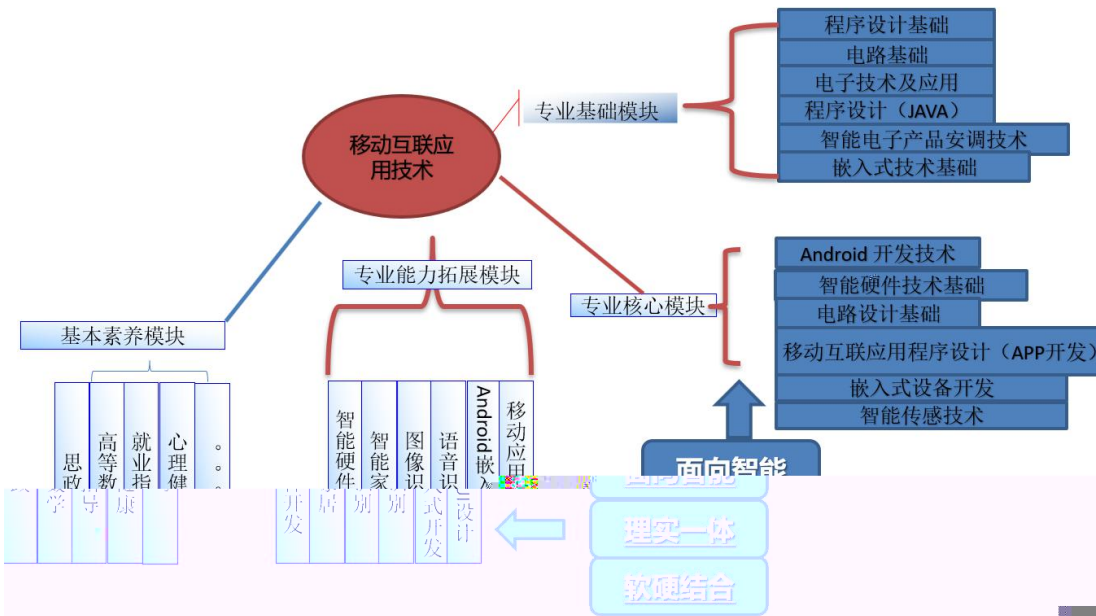 移动互联应
用技术
专业基础模块
程序设计基础
电路基础
电子技术及应用
程序设计（JAVA）
智能电子产品安调技术
嵌入式技术基础
专业核心模块
Android 开发技术
智能硬件技术基础
电路设计基础
移动互联应用程序设计（APP开发）
嵌入式设备开发
智能传感技术
专业能力拓展模块
智能硬件开发
智能家居
图像识别
语音识别
Android嵌入式开发
移动应用设计
基本素养模块
思政
高等数学
就业指导
心理健康
。。。
面向智能
理实一体
软硬结合